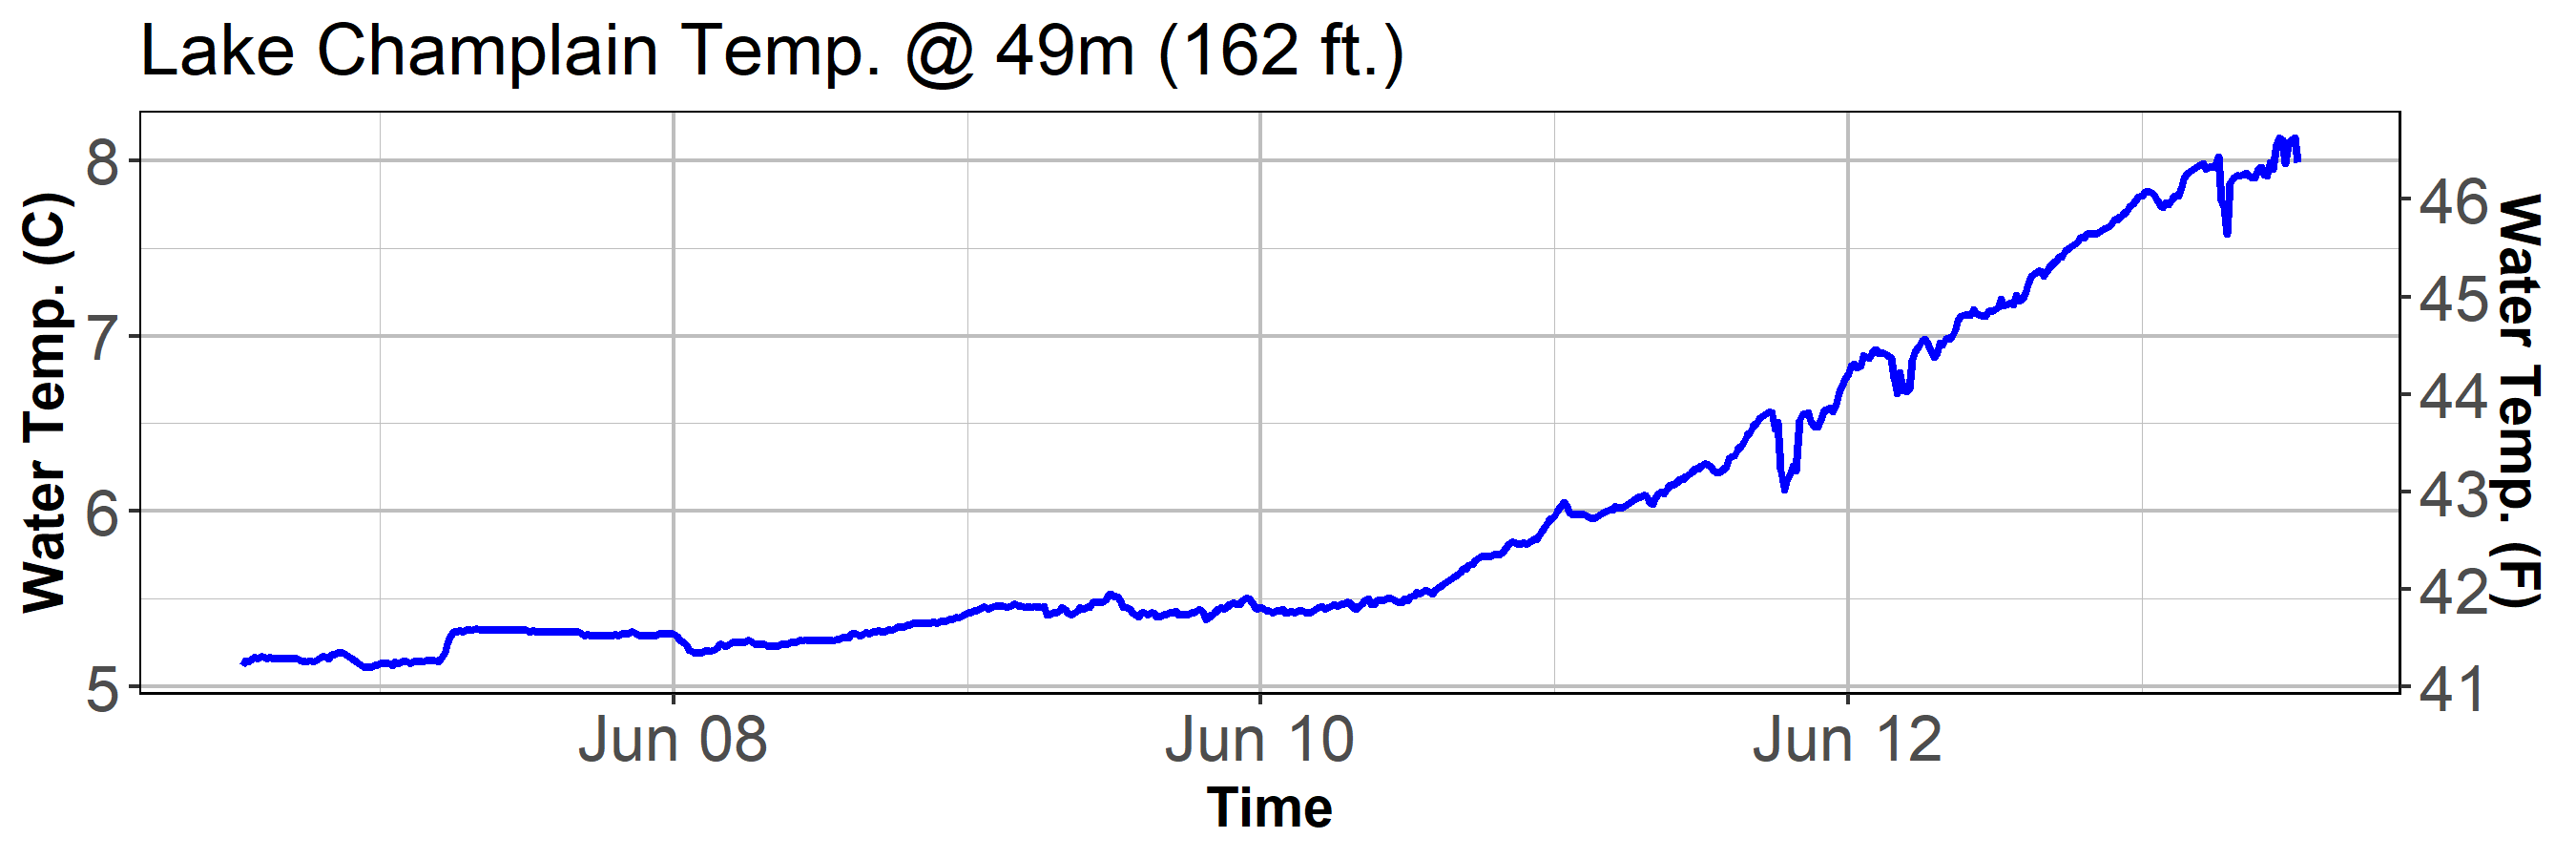 Lake Champlain Temp. @ 49m (162 ft.)
Water Temp. (C)
8
7
6
5
46
45
44
43
42
41
Water Temp. (F)
Jun 08
Jun 10
Jun 12
Time